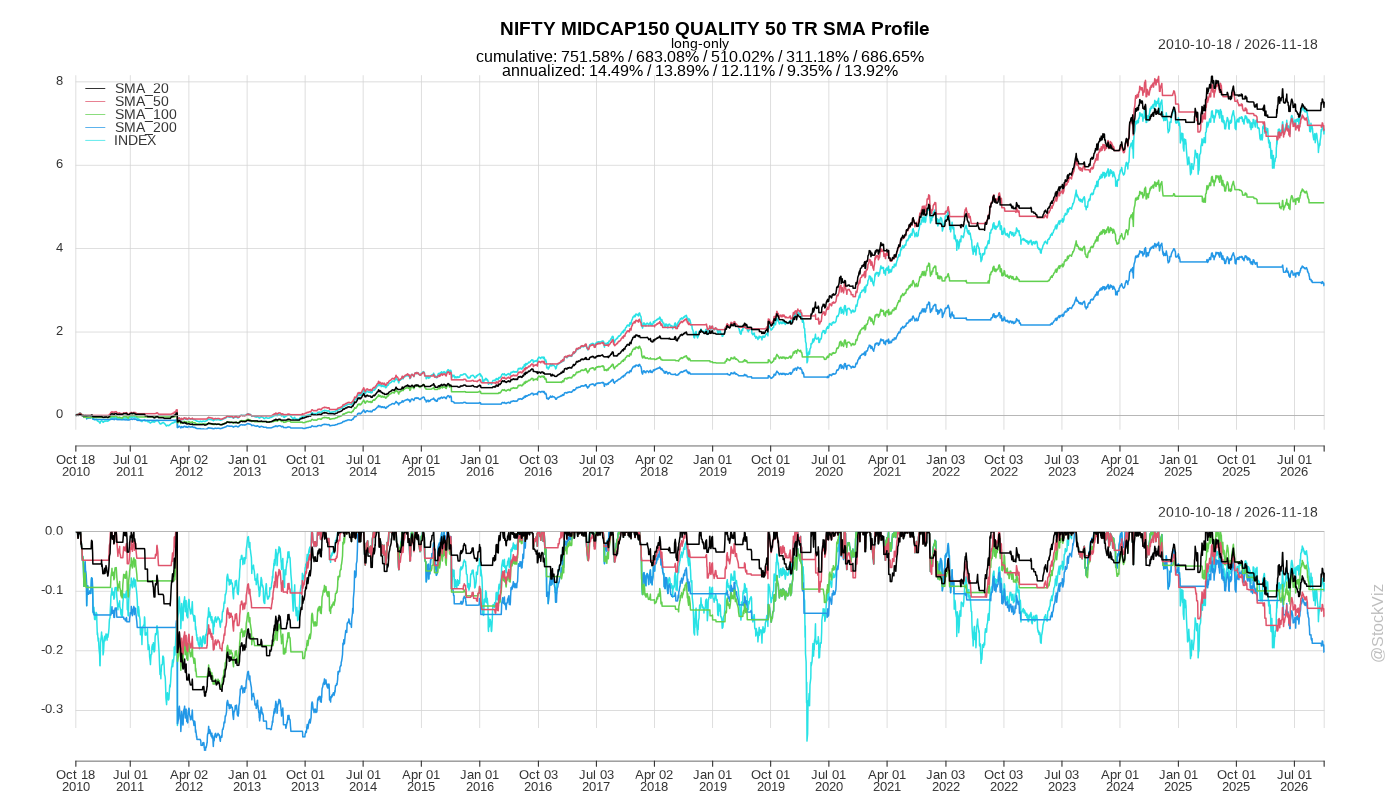 NIFTY MIDCAP150 QUALITY 50 TR SMA Profile
long-only
cumulative: 751.58% / 683.08% / 510.02% / 311.18% / 686.65%
annualized: 14.49% / 13.89% / 12.11% / 9.35% / 13.92%
2010-10-18 / 2026-11-18
SMA_20
SMA_50
SMA_100
SMA_200
INDEX
8
6
4
2
0
Oct 18 Jul 01 Apr 02 Jan 01 Oct 01 Jul 01 Apr 01 Jan 01 Oct 03 Jul 03 Apr 02 Jan 01 Oct 01 Jul 01 Apr 01 Jan 03 Oct 03 Jul 03 Apr 01 Jan 01 Oct 01 Jul 01
2010 2011 2012 2013 2013 2014 2015 2016 2016 2017 2018 2019 2019 2020 2021 2022 2022 2023 2024 2025 2025 2026
2010-10-18 / 2026-11-18
0.0
-0.1
-0.2
-0.3
Oct 18 Jul 01 Apr 02 Jan 01 Oct 01 Jul 01 Apr 01 Jan 01 Oct 03 Jul 03 Apr 02 Jan 01 Oct 01 Jul 01 Apr 01 Jan 03 Oct 03 Jul 03 Apr 01 Jan 01 Oct 01 Jul 01
2010 2011 2012 2013 2013 2014 2015 2016 2016 2017 2018 2019 2019 2020 2021 2022 2022 2023 2024 2025 2025 2026
@StockViz